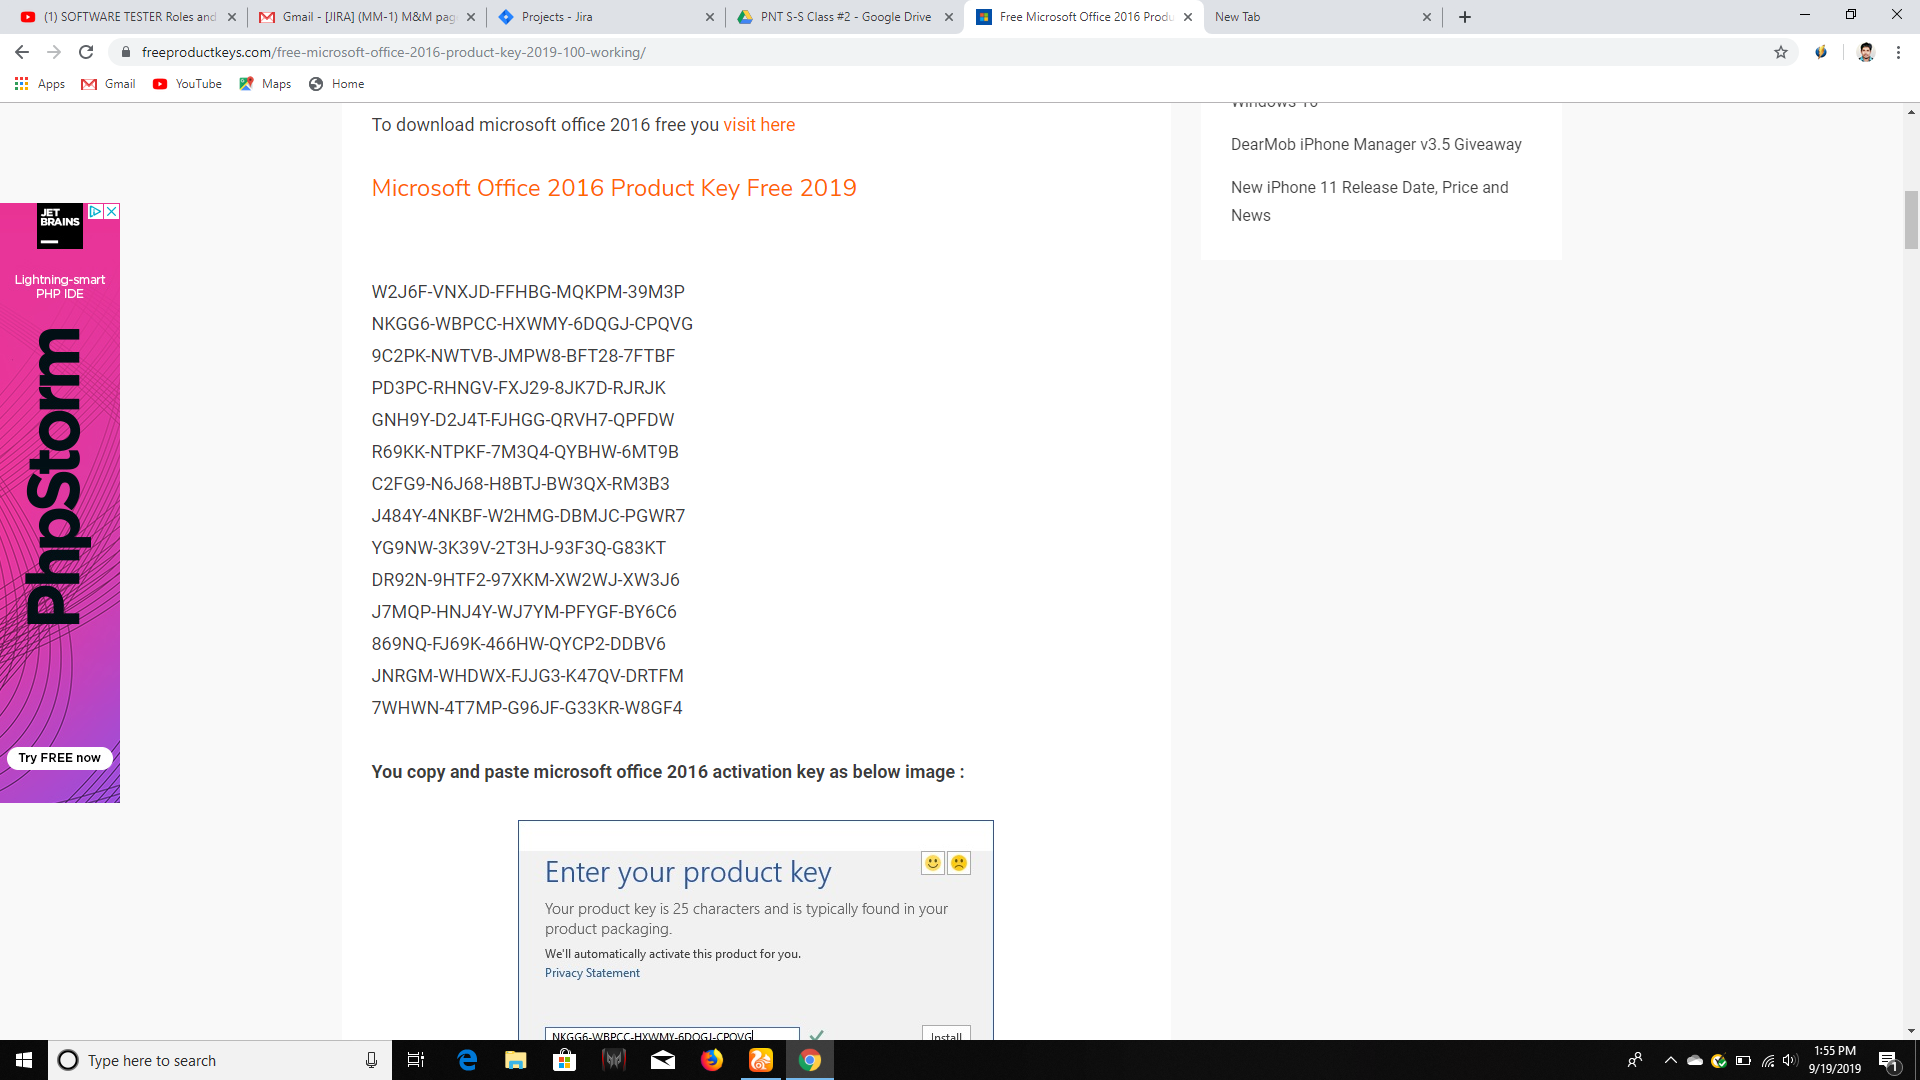 (1) SOFTWARE TESTER Roles and
Gmail - [JIRA] (MM-1) M&M pag
Projects - Jira
PNT S-S Class #2 - Google Drive
Free Microsoft Office 2016 Produ
New Tab
freeproductkeys.com/free-microsoft-office-2016-product-key-2019-100-working/
Apps
Gmail
YouTube
Maps
Home
To download microsoft office 2016 free you visit here
Microsoft Office 2016 Product Key Free 2019
W2J6F-VNXJD-FFHBG-MQKPM-39M3P
NKGG6-WBPCC-HXWMY-6DQGJ-CPQVG
9C2PK-NWTVB-JMPW8-BFT28-7FTBF
PD3PC-RHNGV-FXJ29-8JK7D-RJRJK
GNH9Y-D2J4T-FJHGG-QRVH7-QPFDW
R69KK-NTPKF-7M3Q4-QYBHW-6MT9B
C2FG9-N6J68-H8BTJ-BW3QX-RM3B3
J484Y-4NKBF-W2HMG-DBMJC-PGWR7
YG9NW-3K39V-2T3HJ-93F3Q-G83KT
DR92N-9HTF2-97XKM-XW2WJ-XW3J6
J7MQP-HNJ4Y-WJ7YM-PFYGF-BY6C6
869NQ-FJ69K-466HW-QYCP2-DDBV6
JNRGM-WHDWX-FJJG3-K47QV-DRTFM
7WHWN-4T7MP-G96JF-G33KR-W8GF4
You copy and paste microsoft office 2016 activation key as below image :
Enter your product key
Your product key is 25 characters and is typically found in your
product packaging.
We'll automatically activate this product for you.
Privacy Statement
NKGG6-WBPCC-HXWMY-6DQGJ-CPQVG
Install
Windows 10
DearMob iPhone Manager v3.5 Giveaway
New iPhone 11 Release Date, Price and
News
JET
BRAINS
Lightning-smart
PHP IDE
PhpStorm
Try FREE now
Type here to search
1:55 PM
9/19/2019
1